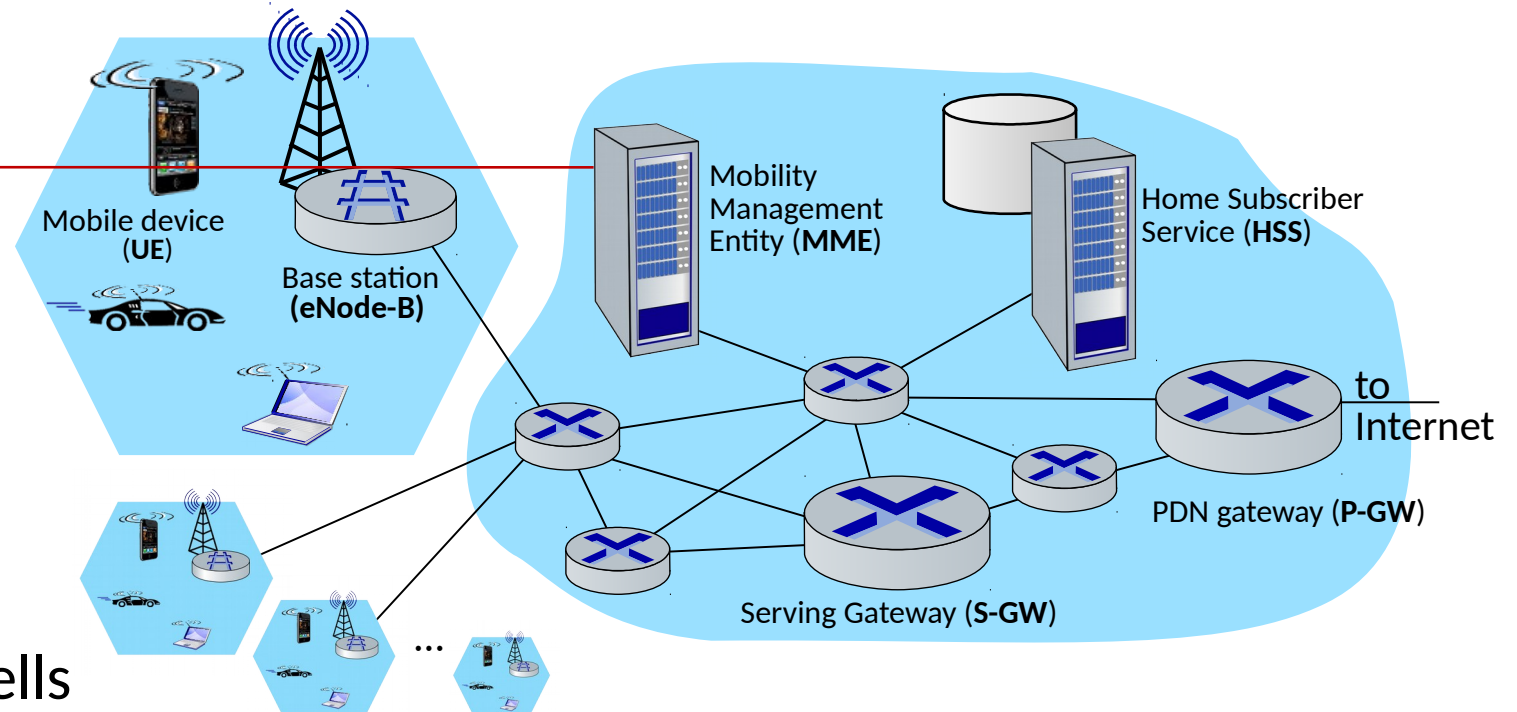 Mobile device
(UE)
Base station
(eNode-B)
Mobility
Management
Entity (MME)
Home Subscriber
Service (HSS)
to
Internet
PDN gateway (P-GW)
Serving Gateway (S-GW)
...
ells